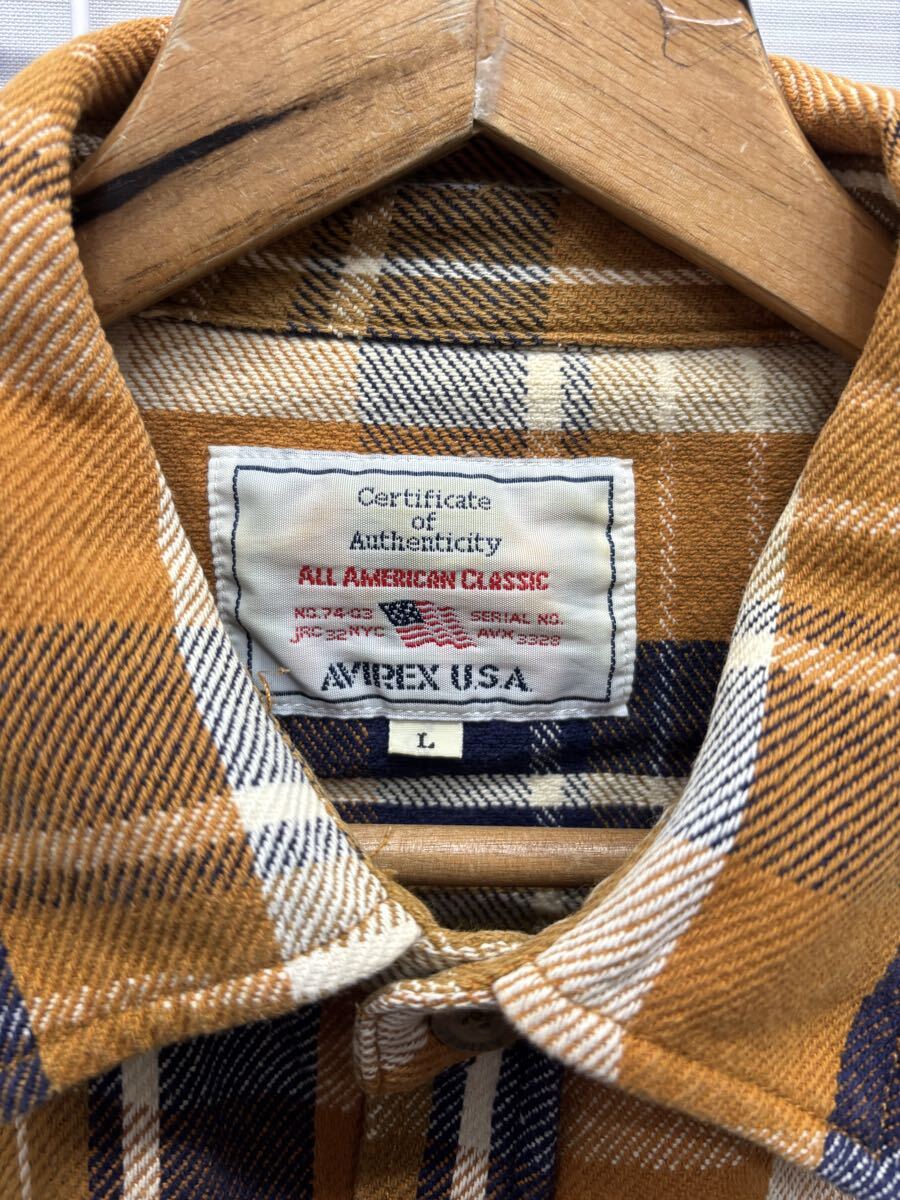 Certificate
of
Authenticity
ALL AMERICAN CLASSIC
NO. 74-03 SERIAL NO.
JRC 32 NYC AVX 3328
AVIREX U.S.A.
L